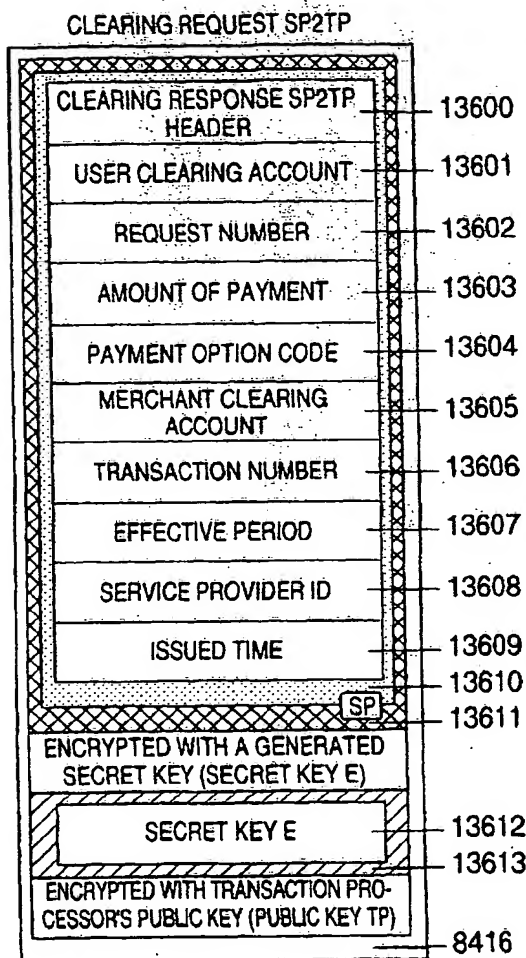 CLEARING REQUEST SP2TP
CLEARING RESPONSE SP2TP
HEADER
13600
USER CLEARING ACCOUNT
13601
REQUEST NUMBER
13602
AMOUNT OF PAYMENT
13603
PAYMENT OPTION CODE
13604
MERCHANT CLEARING
ACCOUNT
13605
TRANSACTION NUMBER
13606
EFFECTIVE PERIOD
13607
SERVICE PROVIDER ID
13608
ISSUED TIME
13609
13610
SP
13611
ENCRYPTED WITH A GENERATED
SECRET KEY (SECRET KEY E)
SECRET KEY E
13612
13613
ENCRYPTED WITH TRANSACTION PRO-
CESSOR'S PUBLIC KEY (PUBLIC KEY TP)
8416